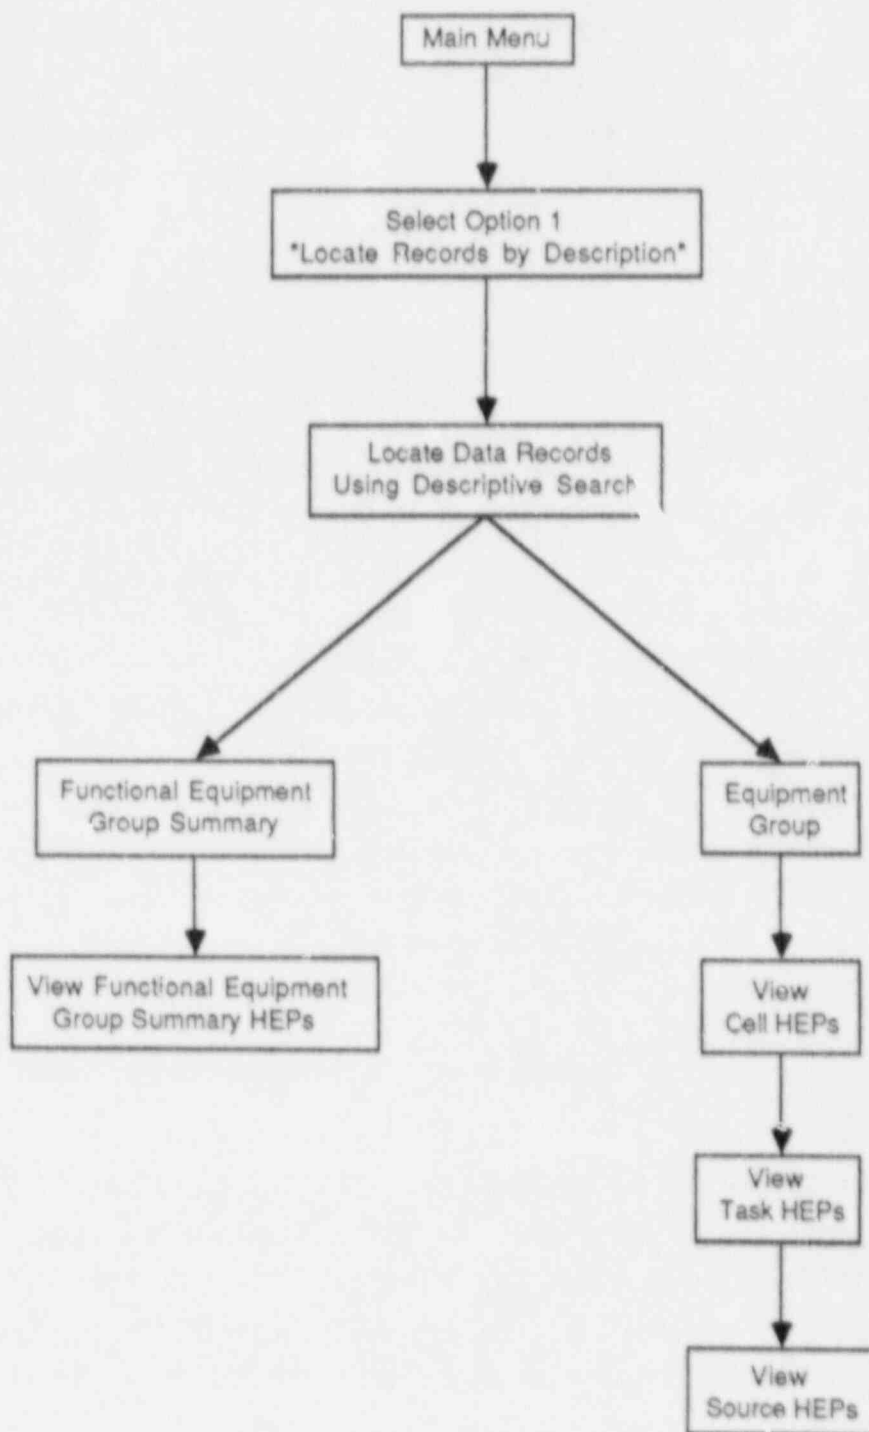 Main Menu
Select Option 1
"Locate Records by Description"
Locate Data Records
Using Descriptive Search
Functional Equipment
Group Summary
Equipment
Group
View Functional Equipment
Group Summary HEPs
View
Cell HEPs
View
Task HEPs
View
Source HEPs